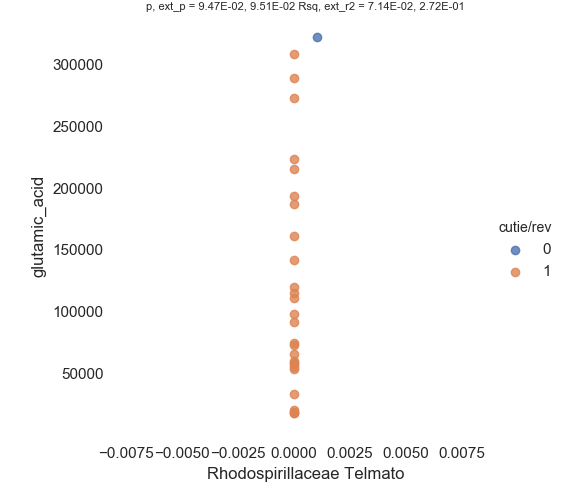 p, ext_p = 9.47E-02, 9.51E-02 Rsq, ext_r2 = 7.14E-02, 2.72E-01
300000
250000
200000
150000
100000
50000
glutamic_acid
cutie/rev
0
1
−0.0075 −0.0050 −0.0025 0.0000 0.0025 0.0050 0.0075
Rhodospirillaceae Telmato